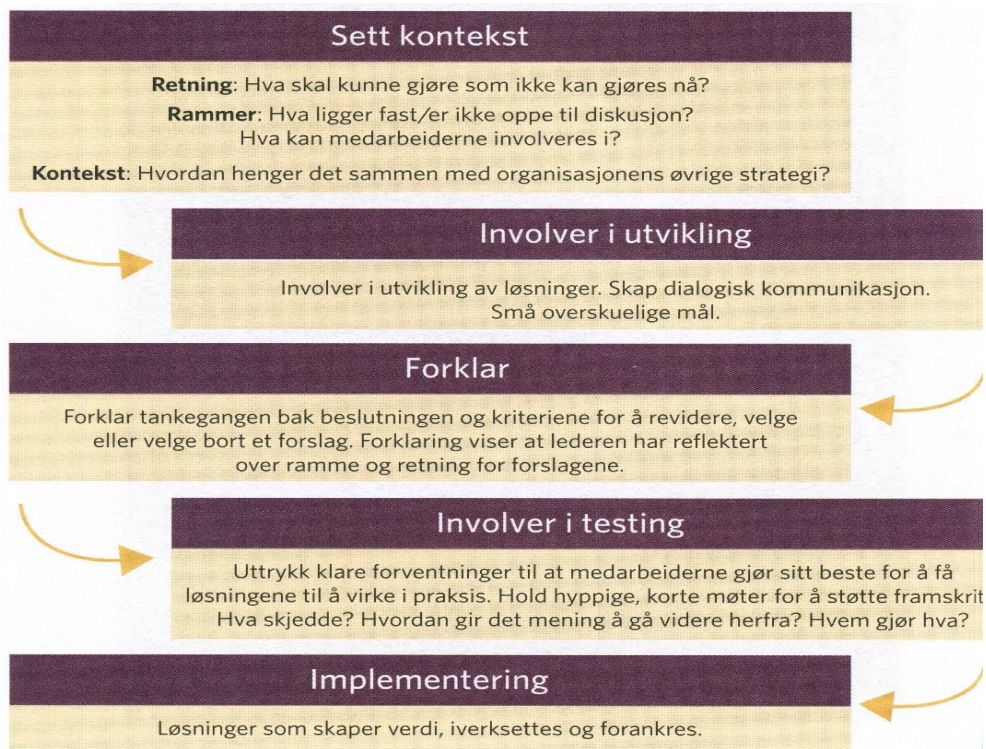 Sett kontekst
Retning: Hva skal kunne gjøre som ikke kan gjøres nå?
Rammer: Hva ligger fast/er ikke oppe til diskusjon?
Hva kan medarbeiderne involveres i?
Kontekst: Hvordan henger det sammen med organisasjonens øvrige strategi?
Involver i utvikling
Involver i utvikling av løsninger. Skap dialogisk kommunikasjon.
Små overskuelige mål.
Forklar
Forklar tankegangen bak beslutningen og kriteriene for å revidere, velge
eller velge bort et forslag. Forklaring viser at lederen har reflektert
over ramme og retning for forslagene.
Involver i testing
Uttrykk klare forventninger til at medarbeiderne gjør sitt beste for å få
løsningene til å virke i praksis. Hold hyppige, korte møter for å støtte framskrit
Hva skjedde? Hvordan gir det mening å gå videre herfra? Hvem gjør hva?
Implementering
Løsninger som skaper verdi, iverksettes og forankres.